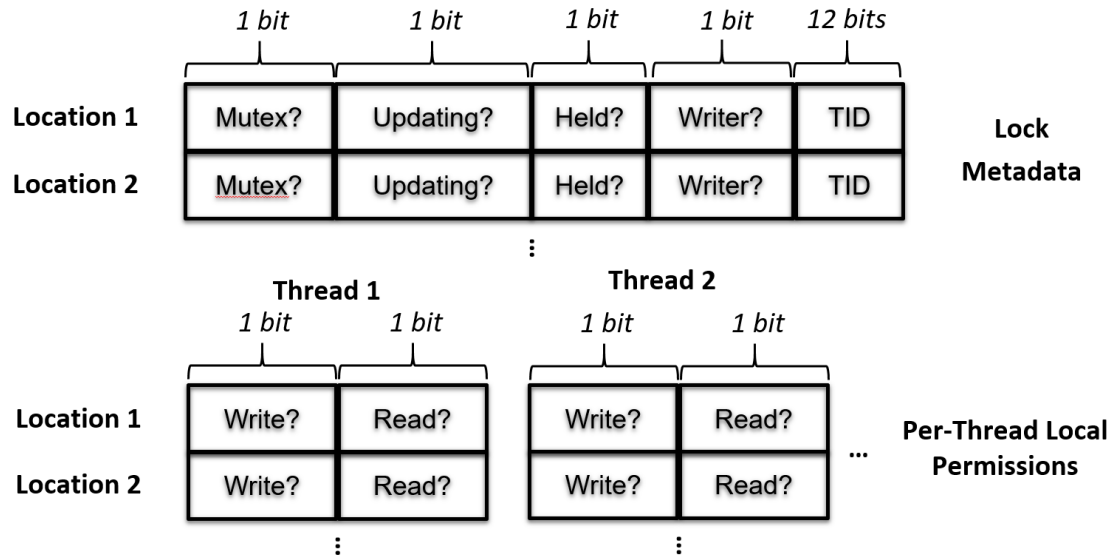 1 bit 1 bit 1 bit 1 bit 12 bits
Location 1 Mutex? Updating? Held? Writer? TID
Lock
Metadata
Location 2 Mutex? Updating? Held? Writer? TID
⋮
Thread 1 Thread 2
1 bit 1 bit 1 bit 1 bit
Location 1 Write? Read? Write? Read?
... Per-Thread Local
Permissions
Location 2 Write? Read? Write? Read?
⋮ ⋮